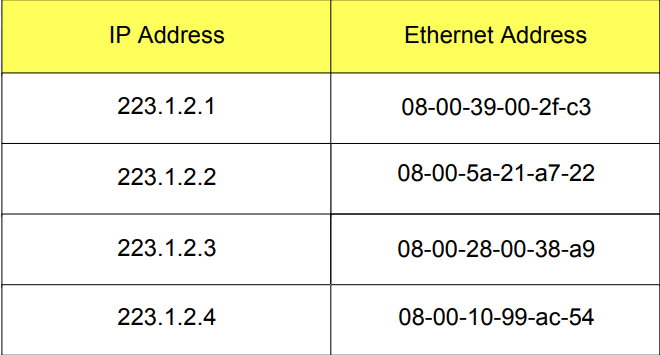 IP Address Ethernet Address
223.1.2.1 08-00-39-00-2f-c3
223.1.2.2 08-00-5a-21-a7-22
223.1.2.3 08-00-28-00-38-a9
223.1.2.4 08-00-10-99-ac-54